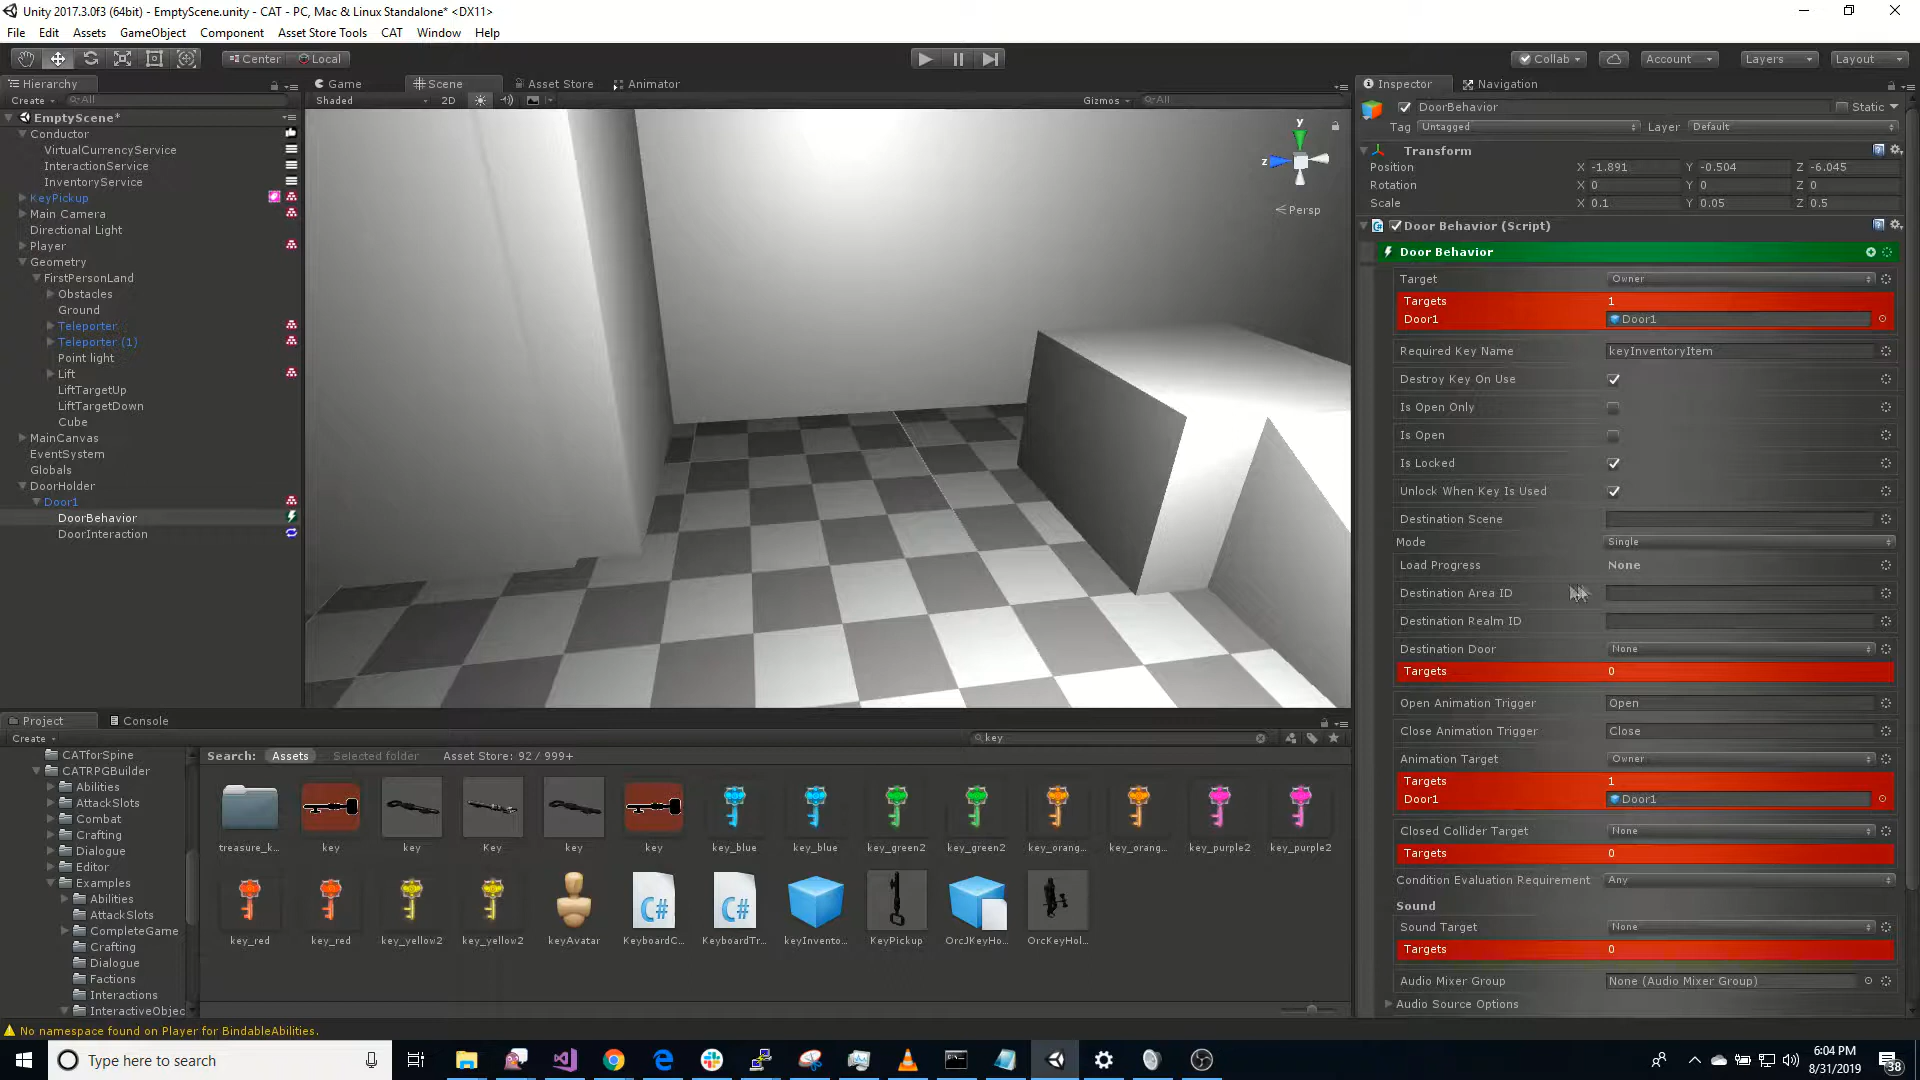 Unity 2017.3.0f3 (64bit) - EmptyScene.unity - CAT - PC, Mac & Linux Standalone* <DX11>
File Edit Assets GameObject Component Asset Store Tools CAT Window Help
Center Local Collab Account Layers Layout
Hierarchy
Create All
EmptyScene*
Conductor
VirtualCurrencyService
InteractionService
InventoryService
KeyPickup
Main Camera
Directional Light
Player
Geometry
FirstPersonLand
Obstacles
Ground
Teleporter
Teleporter (1)
Point light
Lift
LiftTargetUp
LiftTargetDown
Cube
MainCanvas
EventSystem
Globals
DoorHolder
Door1
DoorBehavior
DoorInteraction
Game Scene Asset Store Animator
Shaded 2D Gizmos All
y
z
Persp
Inspector Navigation
DoorBehavior Static
Tag Untagged Layer Default
Transform
Position X -1.891 Y -0.504 Z -6.045
Rotation X 0 Y 0 Z 0
Scale X 0.1 Y 0.05 Z 0.5
Door Behavior (Script)
Door Behavior
Target Owner
Targets 1
Door1 Door1
Required Key Name keyInventoryItem
Destroy Key On Use
Is Open Only
Is Open
Is Locked
Unlock When Key Is Used
Destination Scene
Mode Single
Load Progress None
Destination Area ID
Destination Realm ID
Destination Door None
Targets 0
Open Animation Trigger Open
Close Animation Trigger Close
Animation Target Owner
Targets 1
Door1 Door1
Closed Collider Target None
Targets 0
Condition Evaluation Requirement Any
Sound
Sound Target None
Targets 0
Audio Mixer Group None (Audio Mixer Group)
Audio Source Options
Project Console
Create key
CATforSpine
CATRPGBuilder
Abilities
AttackSlots
Combat
Crafting
Dialogue
Editor
Examples
Abilities
AttackSlots
CompleteGame
Crafting
Dialogue
Factions
Interactions
InteractiveObjec
Search: Assets Selected folder Asset Store: 92 / 999+
treasure_k... key key Key key key key_blue key_blue key_green2 key_green2 key_orang... key_orang... key_purple2 key_purple2
key_red key_red key_yellow2 key_yellow2 keyAvatar KeyboardC... KeyboardTr... keyInvento... KeyPickup OrcJKeyHo... OrcKeyHol...
No namespace found on Player for BindableAbilities.
Type here to search
6:04 PM
8/31/2019
38